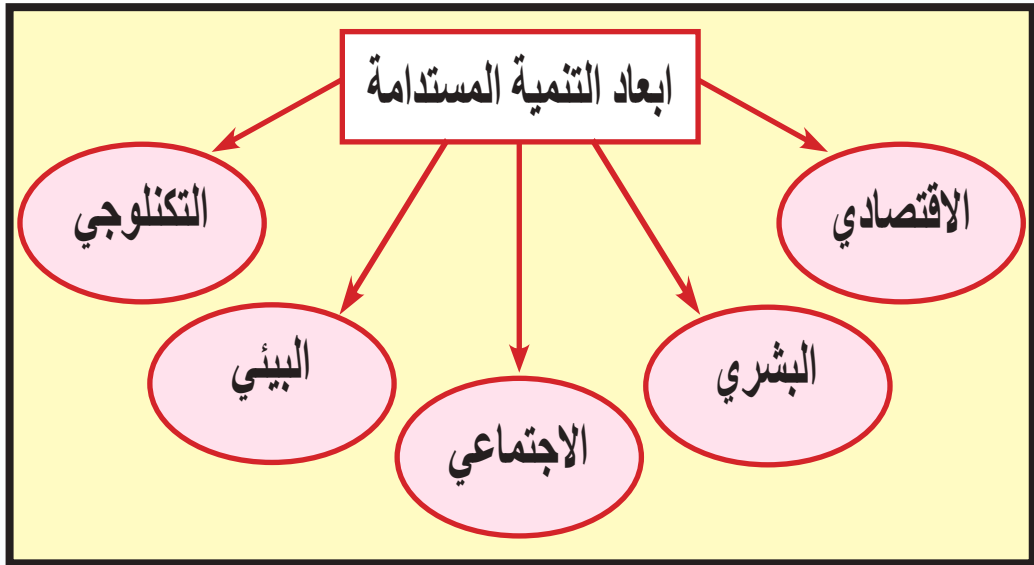 ابعاد التنمية المستدامة
الاقتصادي
البشري
الاجتماعي
البيئي
التكنلوجي